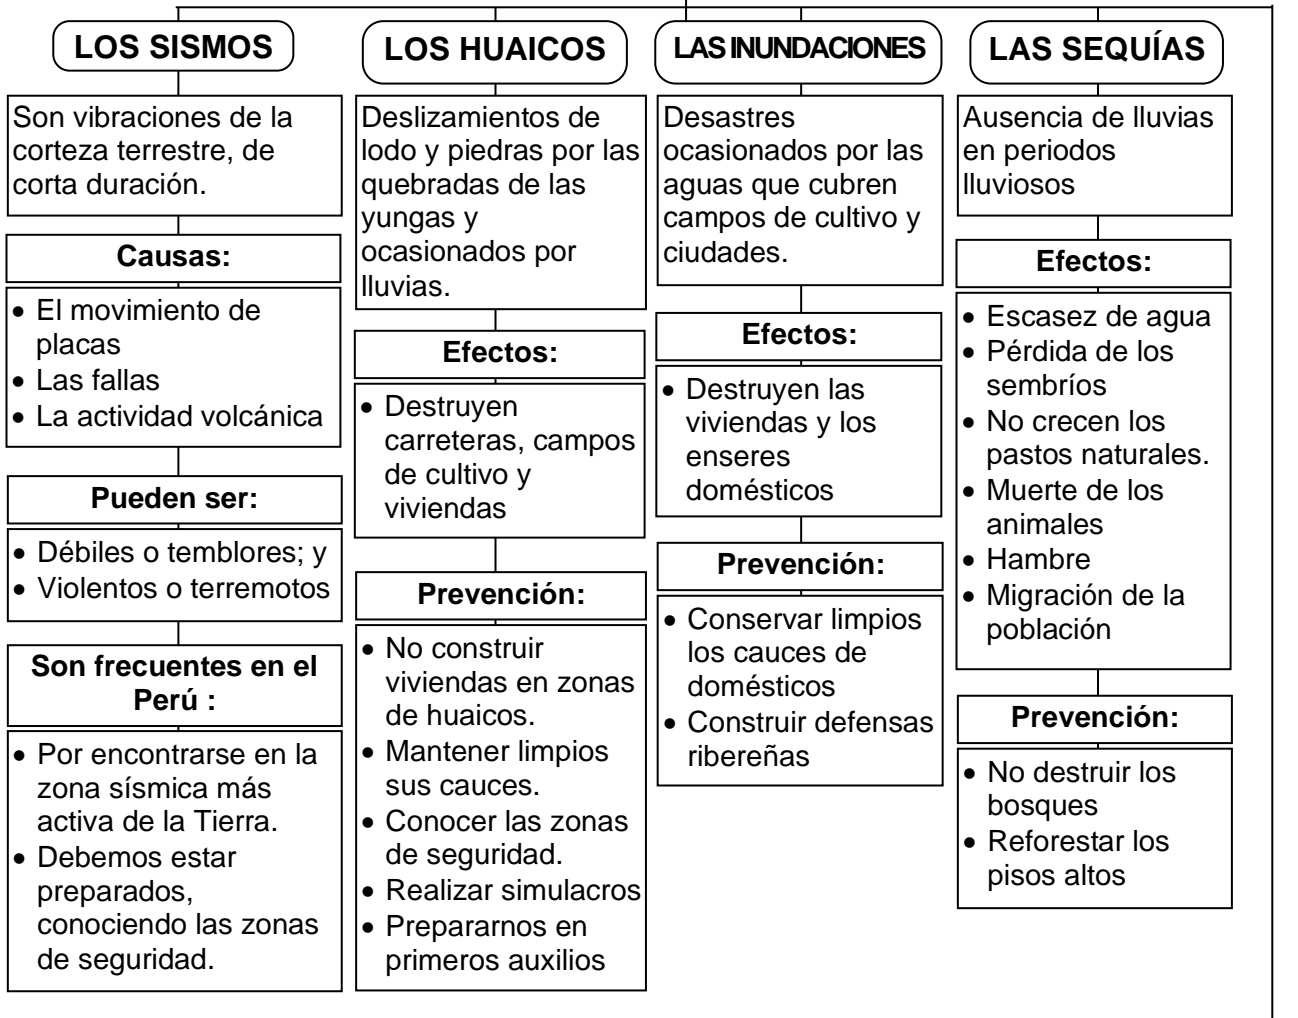 LOS SISMOS
Son vibraciones de la
corteza terrestre, de
corta duración.
Causas:
• El movimiento de
placas
• Las fallas
• La actividad volcánica
Pueden ser:
• Débiles o temblores; y
• Violentos o terremotos
Son frecuentes en el
Perú :
• Por encontrarse en la
zona sísmica más
activa de la Tierra.
• Debemos estar
preparados,
conociendo las zonas
de seguridad.
LOS HUAICOS
Deslizamientos de
lodo y piedras por las
quebradas de las
yungas y
ocasionados por
lluvias.
Efectos:
• Destruyen
carreteras, campos
de cultivo y
viviendas
Prevención:
• No construir
viviendas en zonas
de huaicos.
• Mantener limpios
sus cauces.
• Conocer las zonas
de seguridad.
• Realizar simulacros
• Prepararnos en
primeros auxilios
LAS INUNDACIONES
Desastres
ocasionados por las
aguas que cubren
campos de cultivo y
ciudades.
Efectos:
• Destruyen las
viviendas y los
enseres
domésticos
Prevención:
• Conservar limpios
los cauces de
domésticos
• Construir defensas
ribereñas
LAS SEQUÍAS
Ausencia de lluvias
en periodos
lluviosos
Efectos:
• Escasez de agua
• Pérdida de los
sembríos
• No crecen los
pastos naturales.
• Muerte de los
animales
• Hambre
• Migración de la
población
Prevención:
• No destruir los
bosques
• Reforestar los
pisos altos